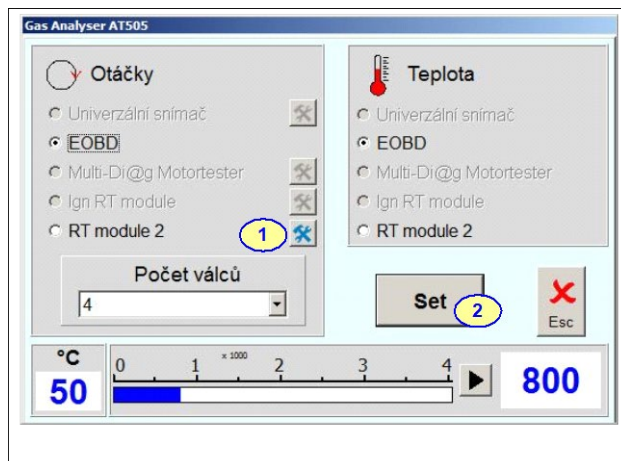 Gas Analyser AT505
Otáčky
Univerzální snímač
EOBD
Multi-Di@g Motortester
Ign RT module
RT module 2
1
Počet válců
4
Teplota
Univerzální snímač
EOBD
Multi-Di@g Motortester
Ign RT module
RT module 2
Set
2
Esc
°C
50
x 1000
0 1 2 3 4
800